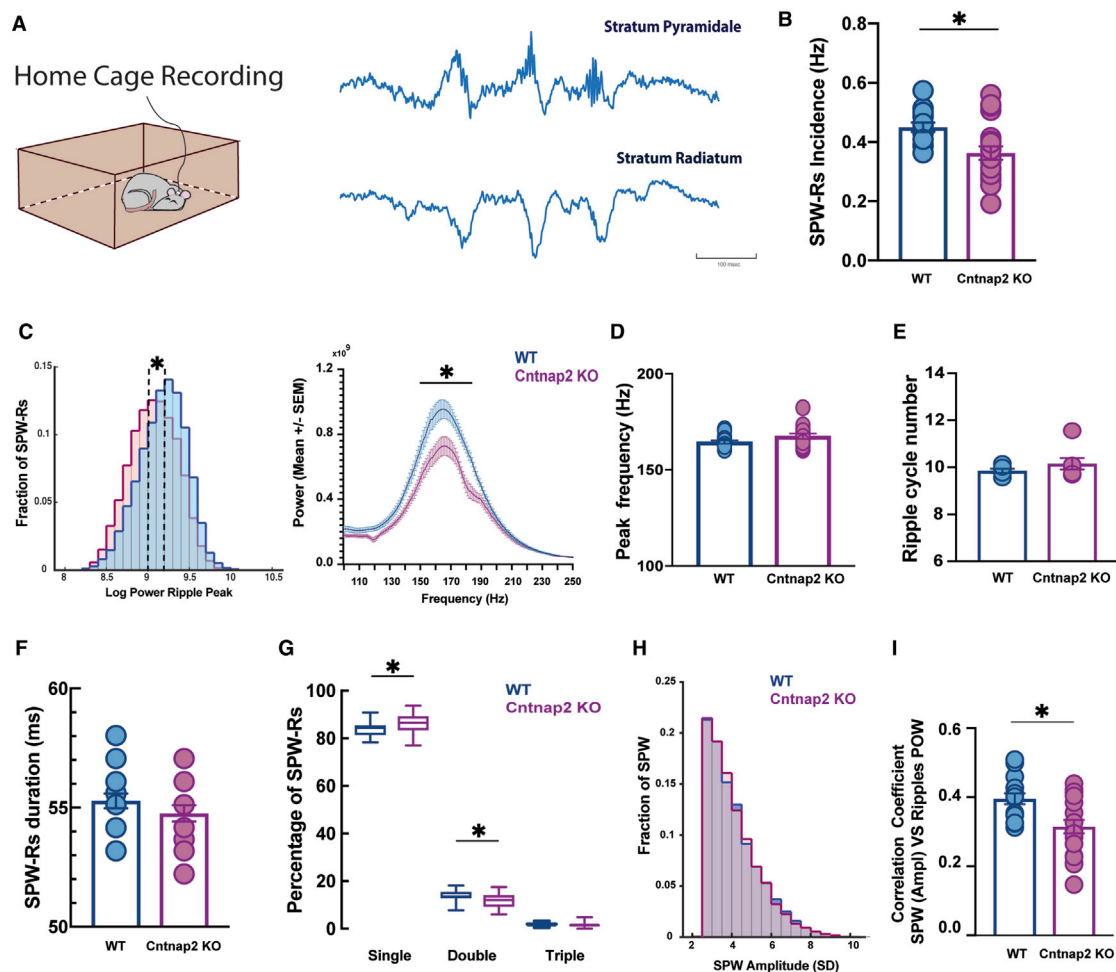 A
Home Cage Recording
Stratum Pyramidale
Stratum Radiatum
100 msec
B
*
SPW-Rs Incidence (Hz)
0.8
0.6
0.4
0.2
0.0
WT
Cntnap2 KO
C
*
Fraction of SPW-Rs
0.15
0.1
0.05
0
8
8.5
9
9.5
10
10.5
Log Power Ripple Peak
x10⁹
WT
Cntnap2 KO
*
Power (Mean +/- SEM)
1.2
0.9
0.6
0.4
0.0
110
130
150
170
190
210
230
250
Frequency (Hz)
D
Peak frequency (Hz)
200
150
100
WT
Cntnap2 KO
E
Ripple cycle number
14
12
10
8
6
WT
Cntnap2 KO
F
SPW-Rs duration (ms)
60
55
50
WT
Cntnap2 KO
G
*
WT
Cntnap2 KO
*
Percentage of SPW-Rs
100
80
60
40
20
0
Single
Double
Triple
H
WT
Cntnap2 KO
Fraction of SPW
0.25
0.2
0.15
0.1
0.05
0
2
4
6
8
10
SPW Amplitude (SD)
I
*
Correlation Coefficient
SPW (Ampl) VS Ripples POW
0.6
0.4
0.2
0.0
WT
Cntnap2 KO